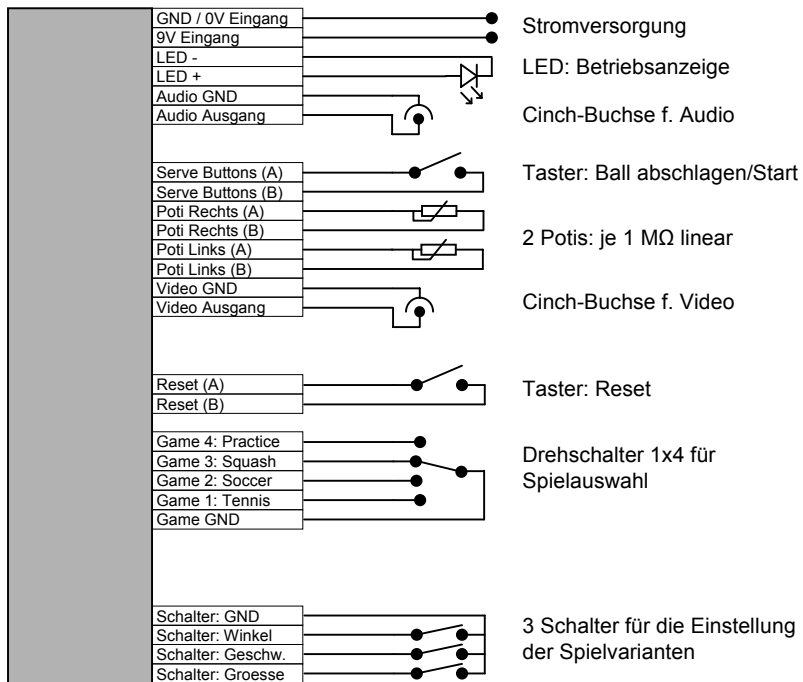 GND / 0V Eingang
9V Eingang
Stromversorgung
LED -
LED +
LED: Betriebsanzeige
Audio GND
Audio Ausgang
Cinch-Buchse f. Audio
Serve Buttons (A)
Serve Buttons (B)
Taster: Ball abschlagen/Start
Poti Rechts (A)
Poti Rechts (B)
Poti Links (A)
Poti Links (B)
2 Potis: je 1 MΩ linear
Video GND
Video Ausgang
Cinch-Buchse f. Video
Reset (A)
Reset (B)
Taster: Reset
Game 4: Practice
Game 3: Squash
Game 2: Soccer
Game 1: Tennis
Game GND
Drehschalter 1x4 für
Spielauswahl
Schalter: GND
Schalter: Winkel
Schalter: Geschw.
Schalter: Groesse
3 Schalter für die Einstellung
der Spielvarianten